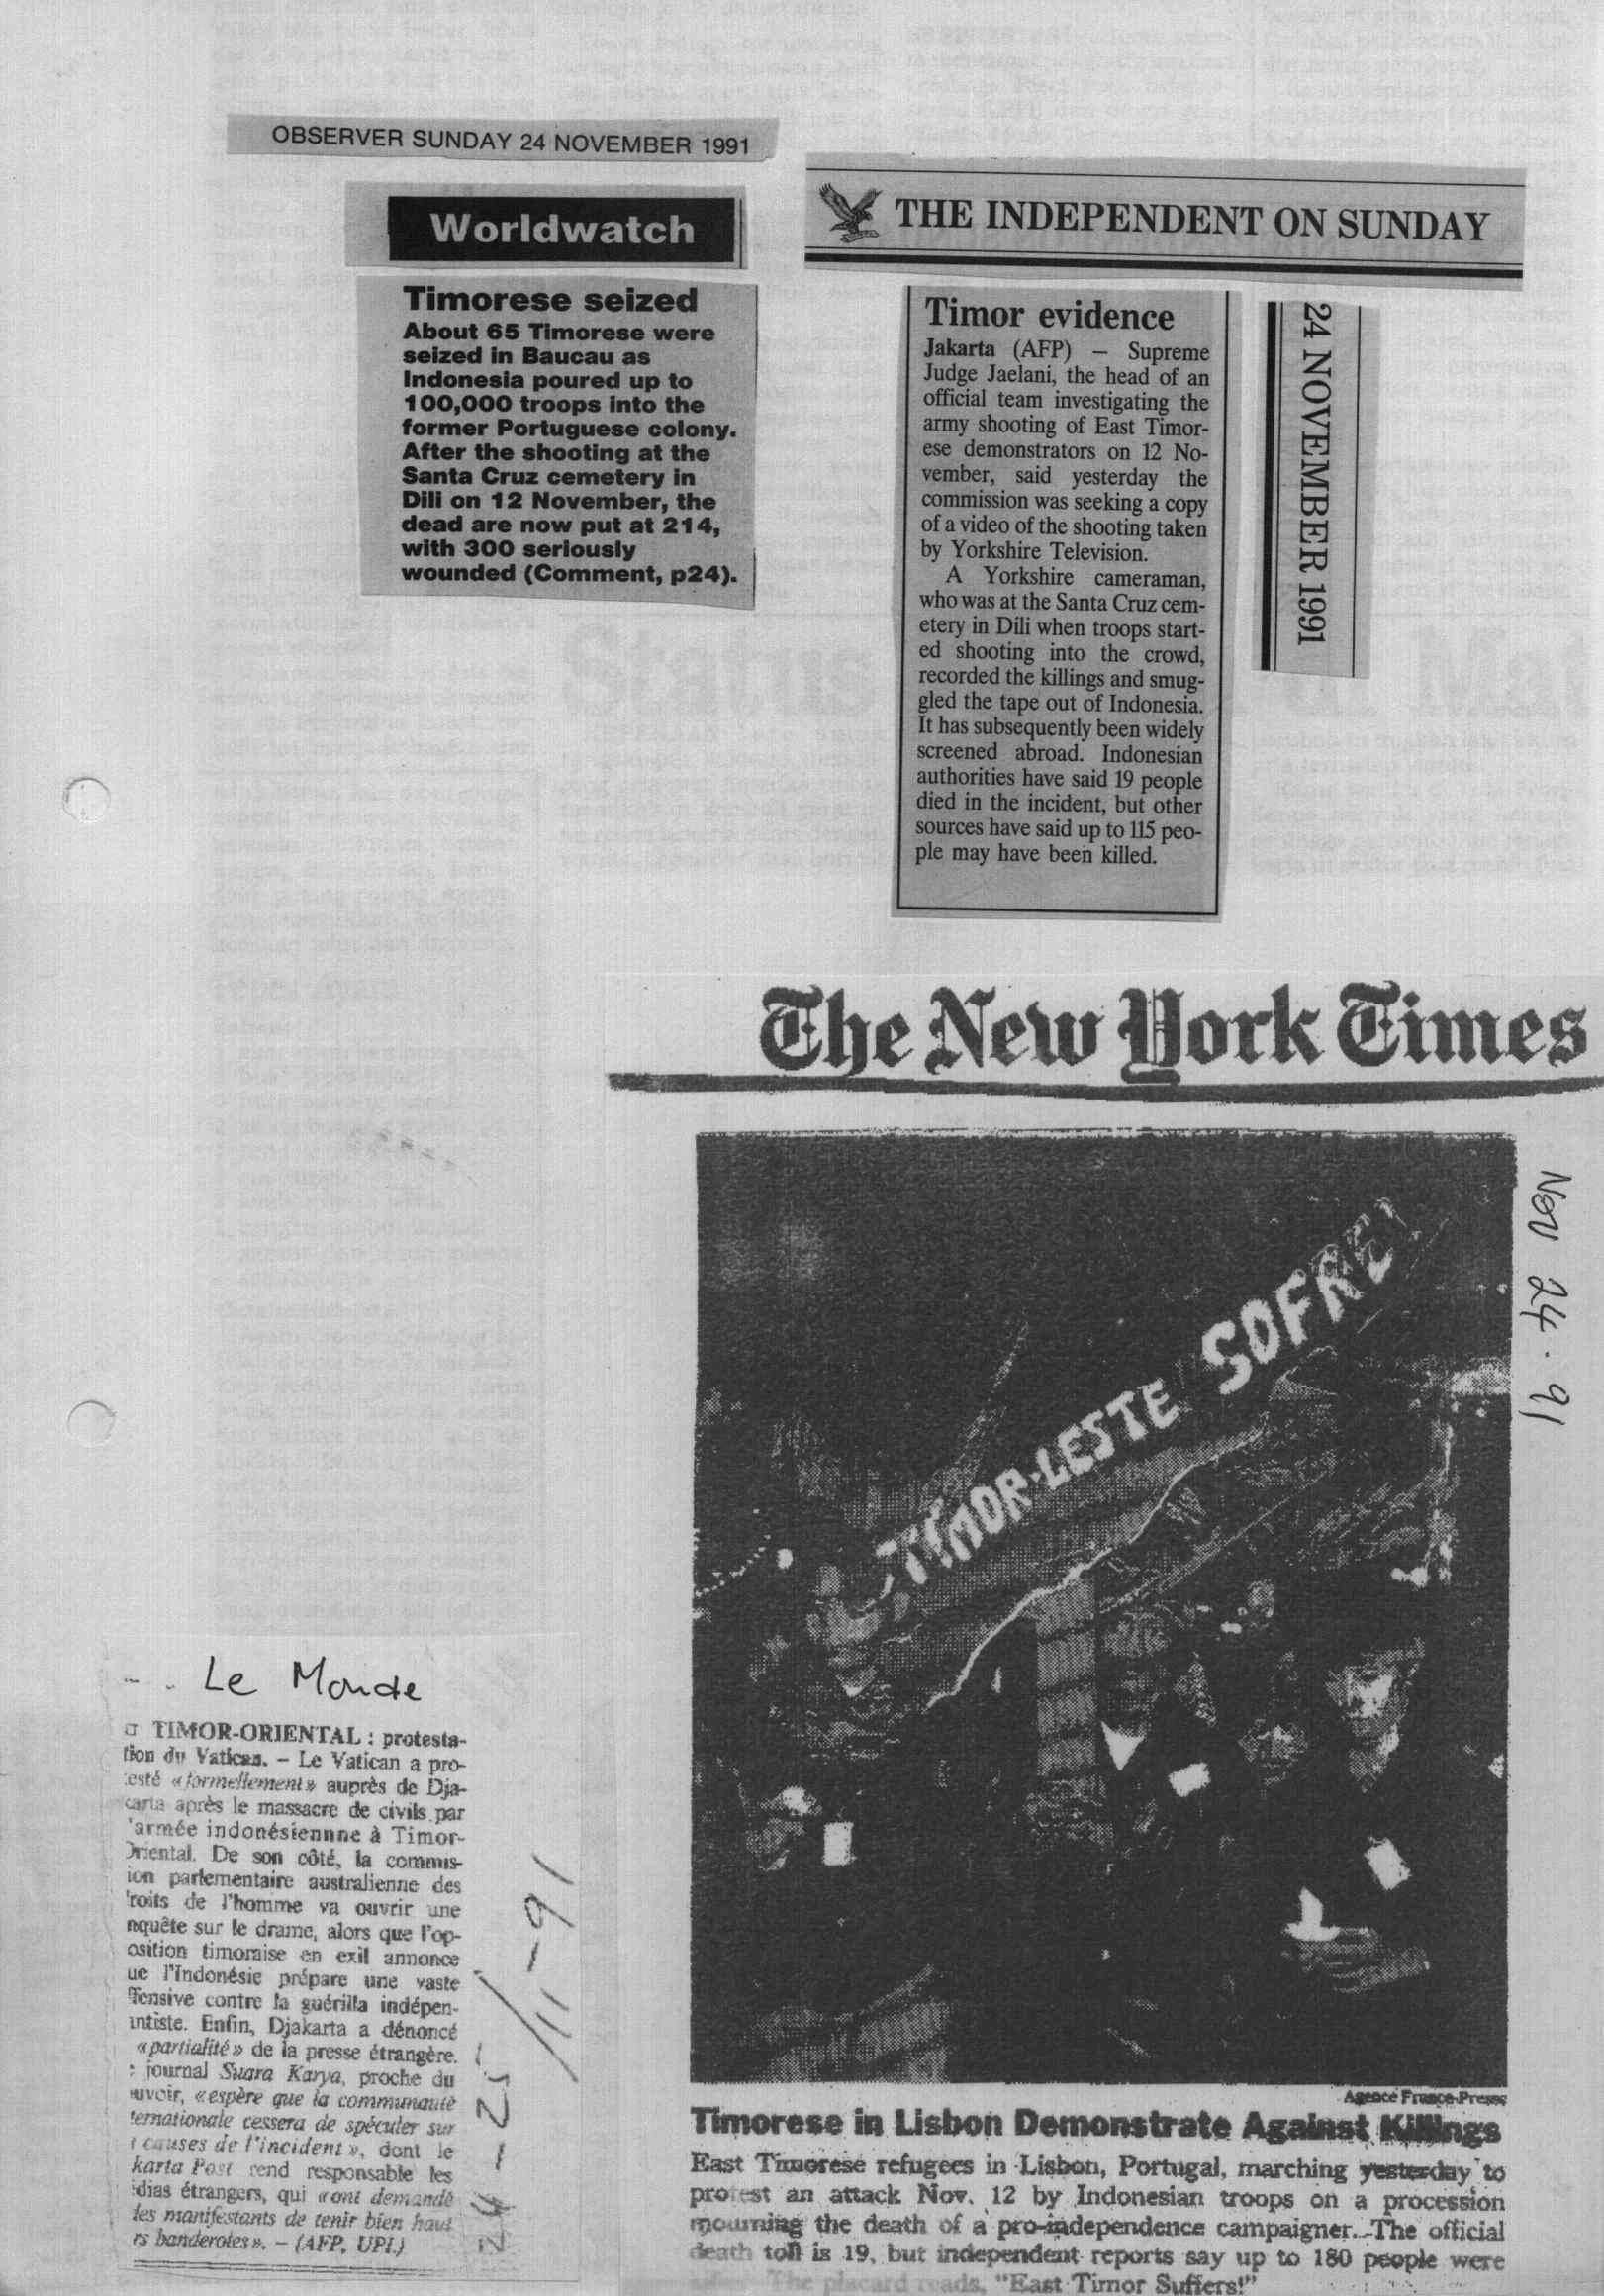 OBSERVER SUNDAY 24 NOVEMBER 1991
Worldwatch
Timorese seized
About 65 Timorese were
seized in Baucau as
Indonesia poured up to
100,000 troops into the
former Portuguese colony.
After the shooting at the
Santa Cruz cemetery in
Dili on 12 November, the
dead are now put at 214,
with 300 seriously
wounded (Comment, p24).
THE INDEPENDENT ON SUNDAY
24 NOVEMBER 1991
Timor evidence
Jakarta (AFP) — Supreme
Judge Jaelani, the head of an
official team investigating the
army shooting of East Timor-
ese demonstrators on 12 No-
vember, said yesterday the
commission was seeking a copy
of a video of the shooting taken
by Yorkshire Television.
A Yorkshire cameraman,
who was at the Santa Cruz cem-
etery in Dili when troops start-
ed shooting into the crowd,
recorded the killings and smug-
gled the tape out of Indonesia.
It has subsequently been widely
screened abroad. Indonesian
authorities have said 19 people
died in the incident, but other
sources have said up to 115 peo-
ple may have been killed.
The New York Times
Nov 24.91
TIMOR-LESTE SOFRE!
Agence France-Presse
Timorese in Lisbon Demonstrate Against Killings
East Timorese refugees in Lisbon, Portugal, marching yesterday to
protest an attack Nov. 12 by Indonesian troops on a procession
mourning the death of a pro-independence campaigner. The official
death toll is 19, but independent reports say up to 180 people were
The placard reads, "East Timor Suffers!"
Le Monde
TIMOR-ORIENTAL : protesta-
tion du Vatican. – Le Vatican a pro-
testé «formellement» auprès de Dja-
carta après le massacre de civils par
'armée indonésiennne à Timor-
Oriental. De son côté, la commis-
ion parlementaire australienne des
roits de l'homme va ouvrir une
nquête sur le drame, alors que l'op-
osition timoraise en exil annonce
ue l'Indonésie prépare une vaste
ffensive contre la guérilla indépen-
intiste. Enfin, Djakarta a dénoncé
«partialité» de la presse étrangère.
: journal Suara Karya, proche du
uvoir, «espère que la communauté
ternationale cessera de spéculer sur
causes de l'incident», dont le
karta Post rend responsable les
dias étrangers, qui «ont demandé
les manifestants de tenir bien haut
rs banderoles». – (AFP, UPI.)
24-25/11-91